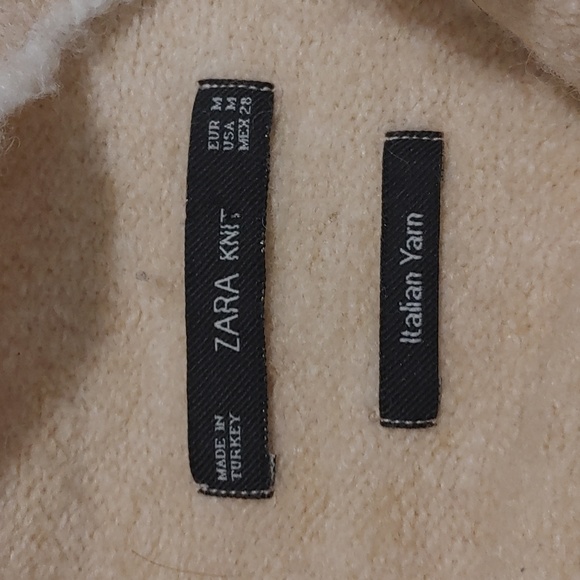 MADE IN
TURKEY
ZARA KNIT
EUR M
USA M
MEX 28
Italian Yarn